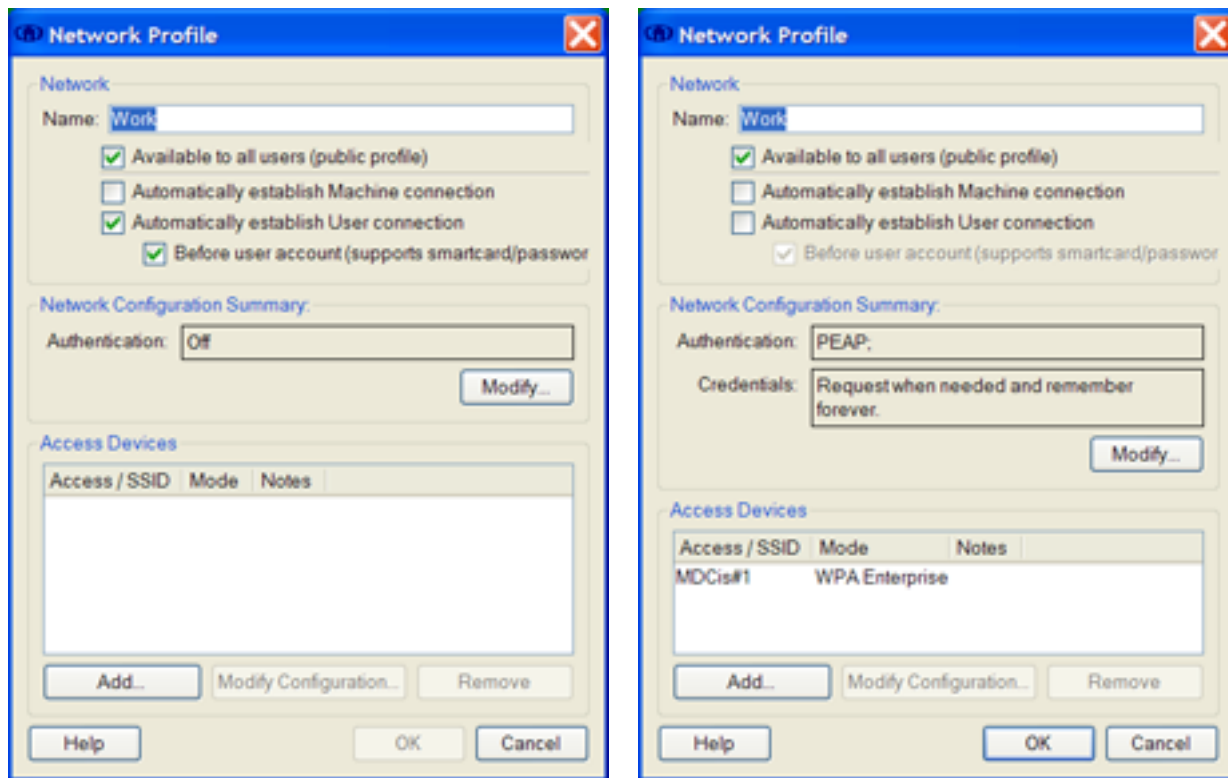 Network Profile
Network
Name: Work
Available to all users (public profile)
Automatically establish Machine connection
Automatically establish User connection
Before user account (supports smartcard/passwor
Network Configuration Summary:
Authentication: Off
Modify...
Access Devices
Access / SSID Mode Notes
Add... Modify Configuration... Remove
Help OK Cancel
Network Profile
Network
Name: Work
Available to all users (public profile)
Automatically establish Machine connection
Automatically establish User connection
Before user account (supports smartcard/passwor
Network Configuration Summary:
Authentication: PEAP;
Credentials: Request when needed and remember
forever.
Modify...
Access Devices
Access / SSID Mode Notes
MDCis#1 WPA Enterprise
Add... Modify Configuration... Remove
Help OK Cancel